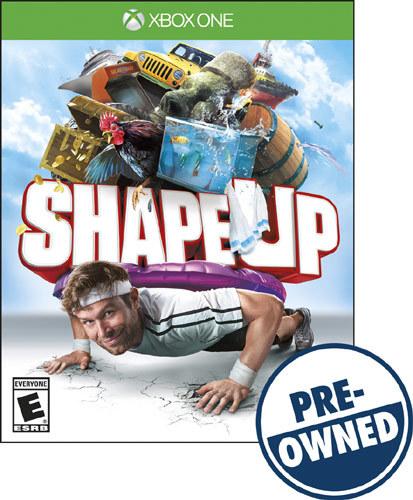 XBOX ONE
SHAPE UP
EVERYONE
E
ESRB
PRE-
OWNED